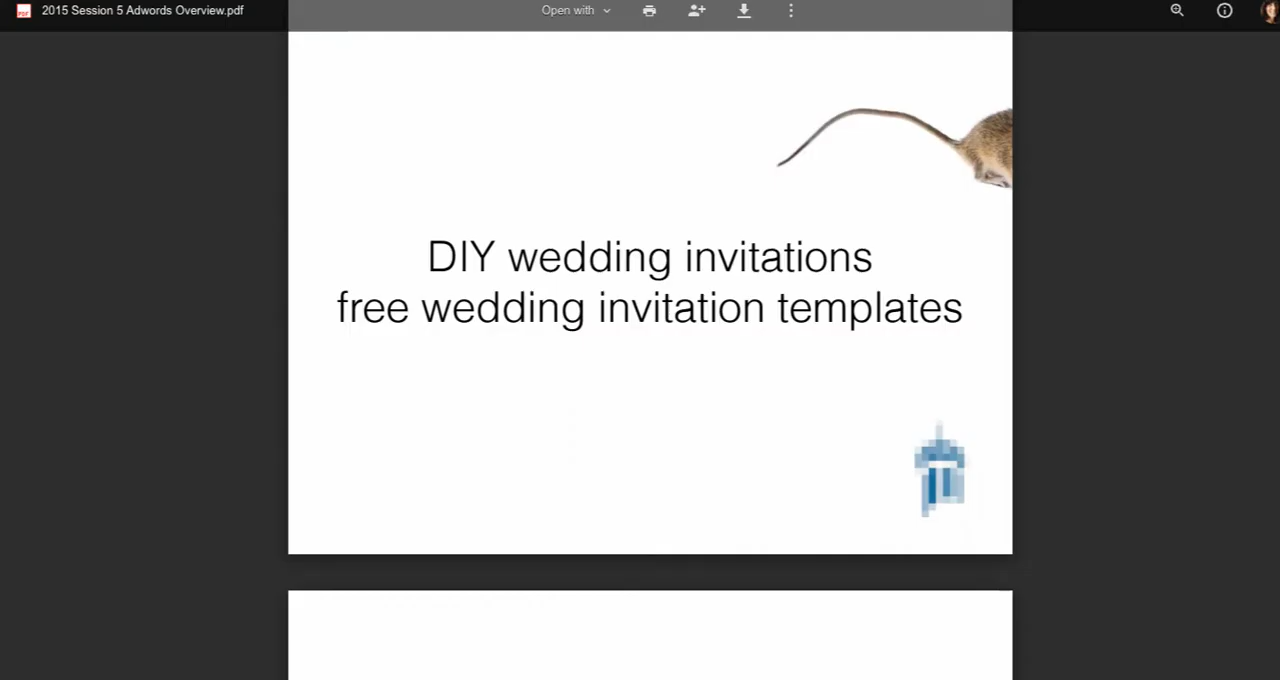 2015 Session 5 Adwords Overview.pdf
Open with
DIY wedding invitations
free wedding invitation templates